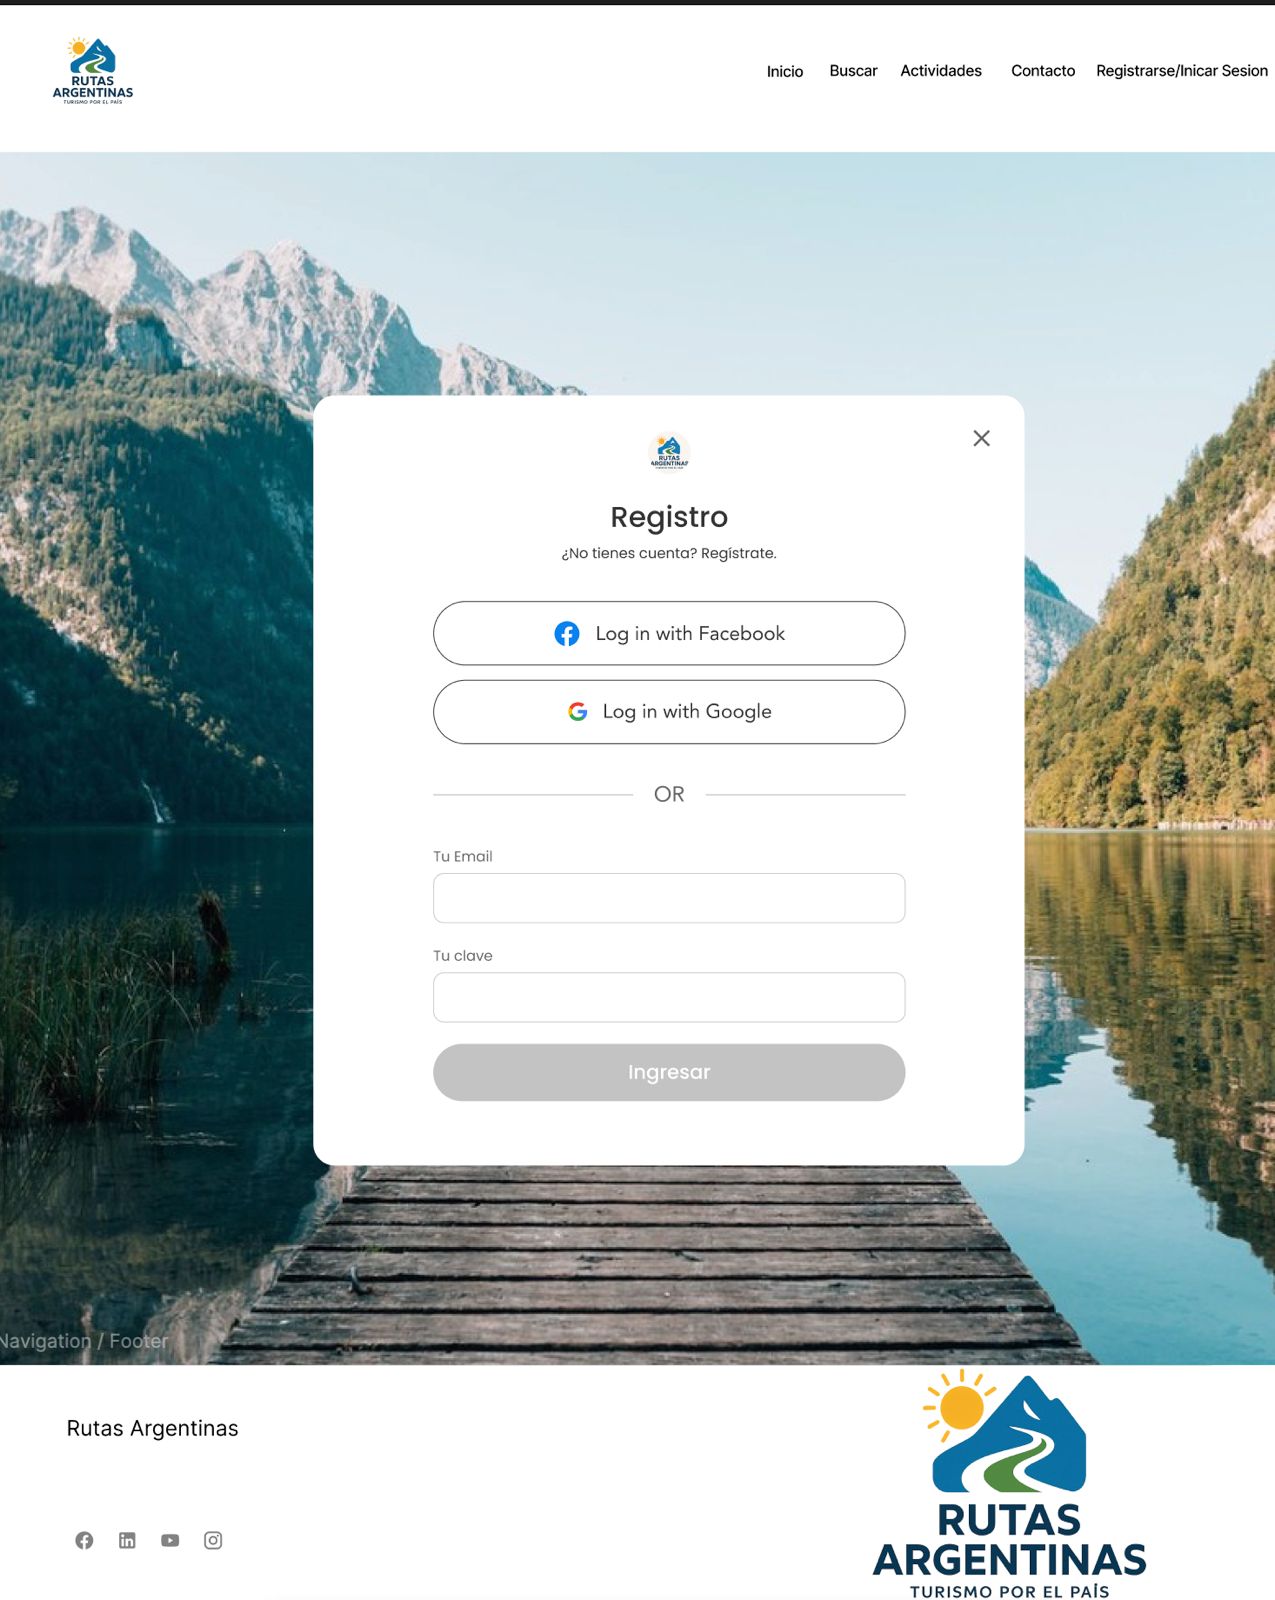 RUTAS
ARGENTINAS
TURISMO POR EL PAÍS
Inicio Buscar Actividades Contacto Registrarse/Inicar Sesion
RUTAS
ARGENTINAS
Registro
¿No tienes cuenta? Regístrate.
Log in with Facebook
Log in with Google
OR
Tu Email
Tu clave
Ingresar
Navigation / Footer
Rutas Argentinas
RUTAS
ARGENTINAS
TURISMO POR EL PAÍS